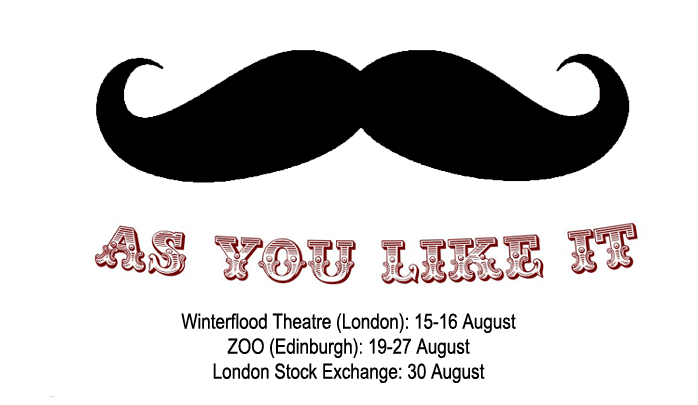 AS YOU LIKE IT
Winterflood Theatre (London): 15-16 August
ZOO (Edinburgh): 19-27 August
London Stock Exchange: 30 August